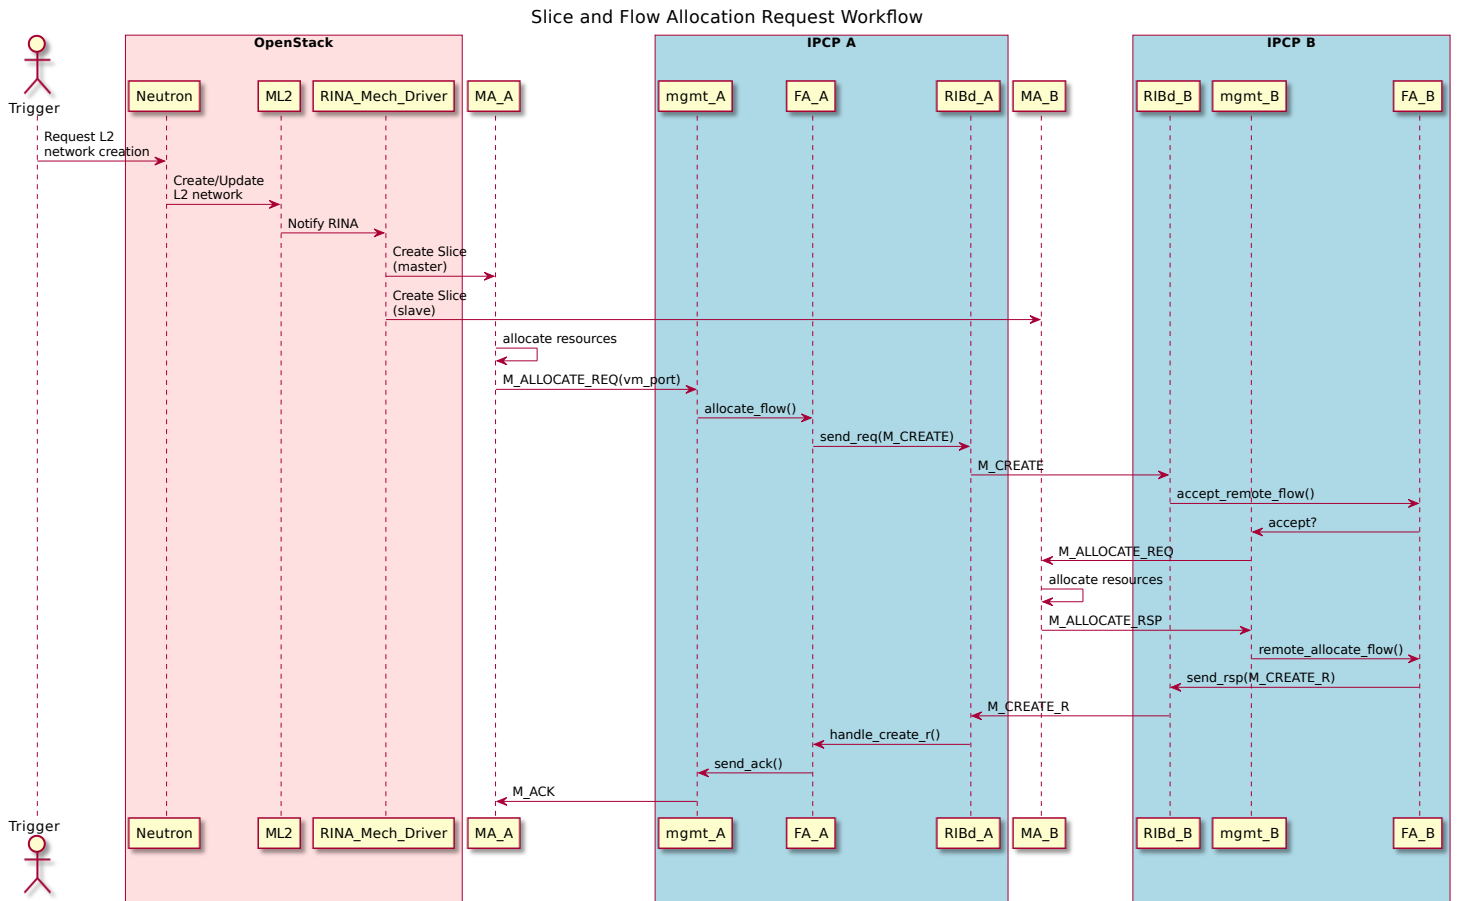 Slice and Flow Allocation Request Workflow
OpenStack
IPCP A
IPCP B
Trigger
Neutron
ML2
RINA_Mech_Driver
MA_A
mgmt_A
FA_A
RIBd_A
MA_B
RIBd_B
mgmt_B
FA_B
Request L2
network creation
Create/Update
L2 network
Notify RINA
Create Slice
(master)
Create Slice
(slave)
allocate resources
M_ALLOCATE_REQ(vm_port)
allocate_flow()
send_req(M_CREATE)
M_CREATE
accept_remote_flow()
accept?
M_ALLOCATE_REQ
allocate resources
M_ALLOCATE_RSP
remote_allocate_flow()
send_rsp(M_CREATE_R)
M_CREATE_R
handle_create_r()
send_ack()
M_ACK
Trigger
Neutron
ML2
RINA_Mech_Driver
MA_A
mgmt_A
FA_A
RIBd_A
MA_B
RIBd_B
mgmt_B
FA_B